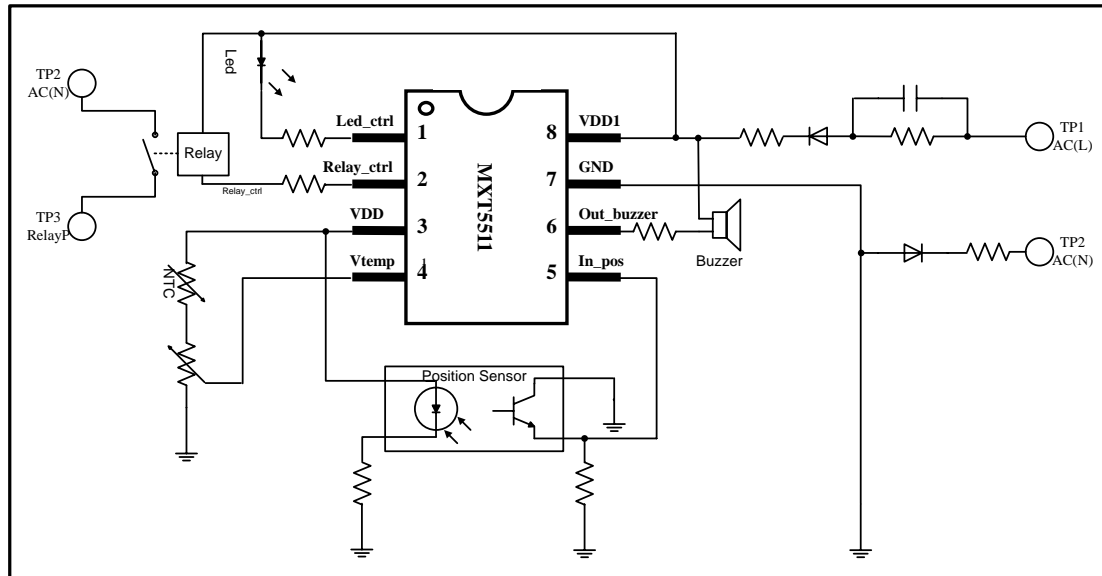 Led
TP2
AC(N)
Relay
Relay_ctrl
TP3
RelayP
Led_ctrl
Relay_ctrl
VDD
Vtemp
1
2
3
4
1
MXT5511
8
7
6
5
VDD1
GND
Out_buzzer
In_pos
Buzzer
TP1
AC(L)
TP2
AC(N)
NTC
Position Sensor